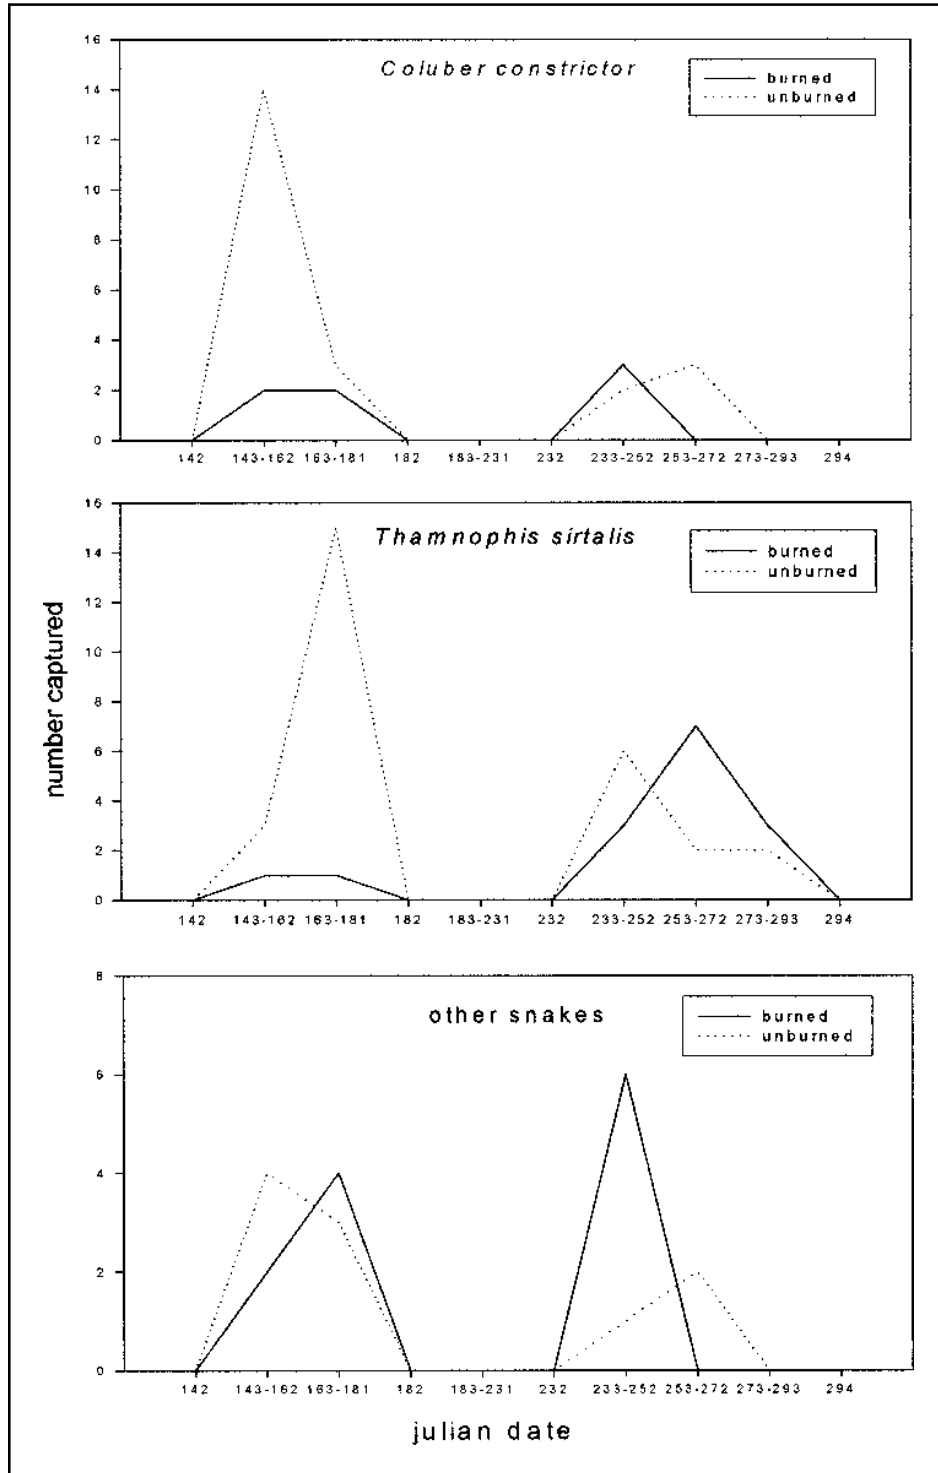 16
Coluber constrictor
burned
unburned
14
12
10
8
6
4
2
0
142 143-162 163-181 182 183-231 232 233-252 253-272 273-293 294
16
Thamnophis sirtalis
burned
unburned
14
12
10
8
6
4
2
0
142 143-162 163-181 182 183-231 232 233-252 253-272 273-293 294
number captured
8
other snakes
burned
unburned
6
4
2
0
142 143-162 163-181 182 183-231 232 233-252 253-272 273-293 294
julian date